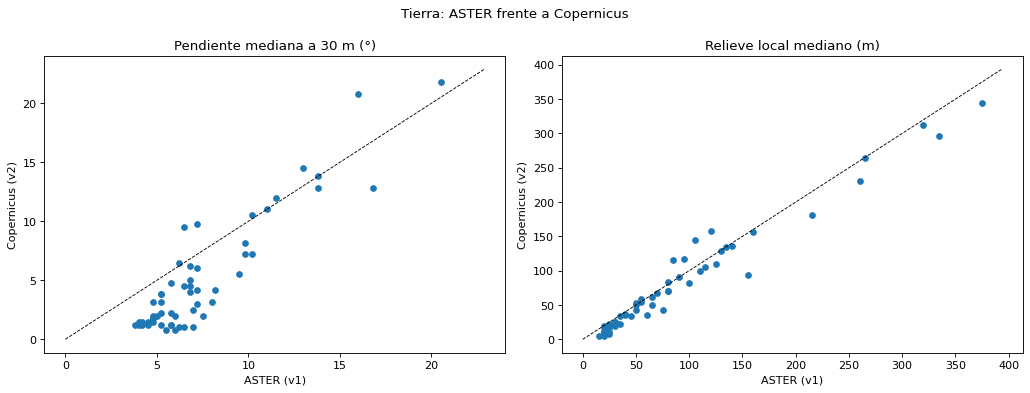 Tierra: ASTER frente a Copernicus
Pendiente mediana a 30 m (°)
Copernicus (v2)
20
15
10
5
0
0 5 10 15 20
ASTER (v1)
Relieve local mediano (m)
Copernicus (v2)
400
350
300
250
200
150
100
50
0
0 50 100 150 200 250 300 350 400
ASTER (v1)